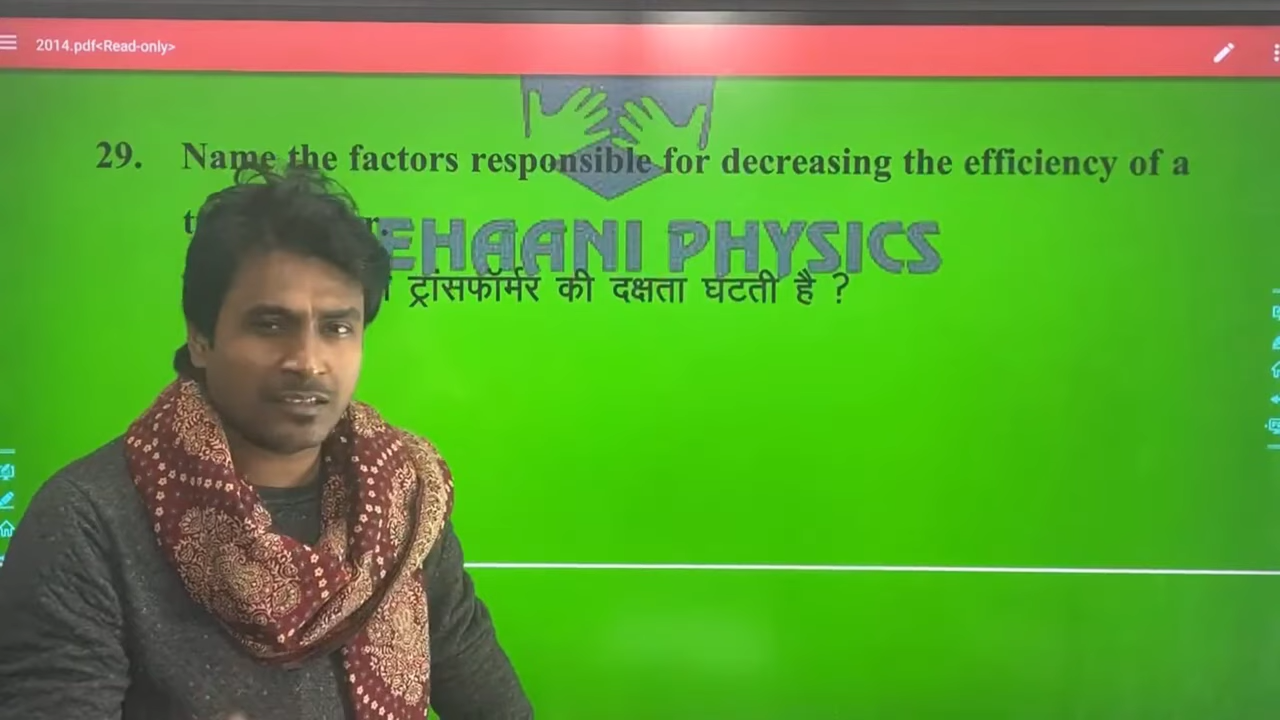 2014.pdf<Read-only>
29. Name the factors responsible for decreasing the efficiency of a
EHAANI PHYSICS
ट्रांसफॉर्मर की दक्षता घटती है ?